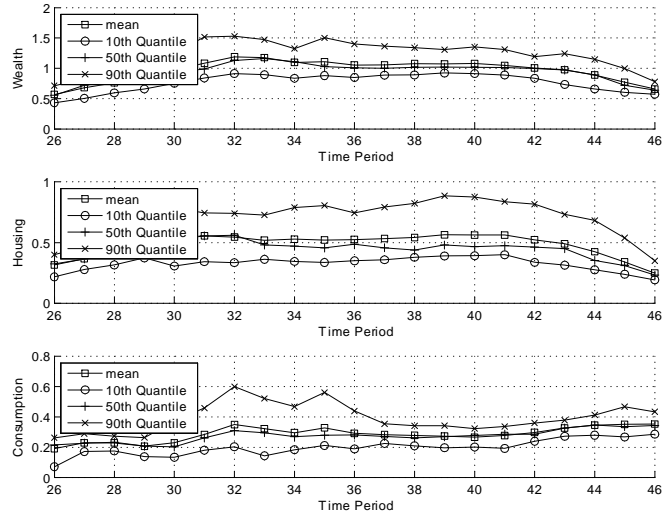 2
1.5
1
0.5
0
Wealth
mean
10th Quantile
50th Quantile
90th Quantile
26 28 30 32 34 36 38 40 42 44 46
Time Period
1
0.5
0
Housing
mean
10th Quantile
50th Quantile
90th Quantile
26 28 30 32 34 36 38 40 42 44 46
Time Period
0.8
0.6
0.4
0.2
0
Consumption
mean
10th Quantile
50th Quantile
90th Quantile
26 28 30 32 34 36 38 40 42 44 46
Time Period